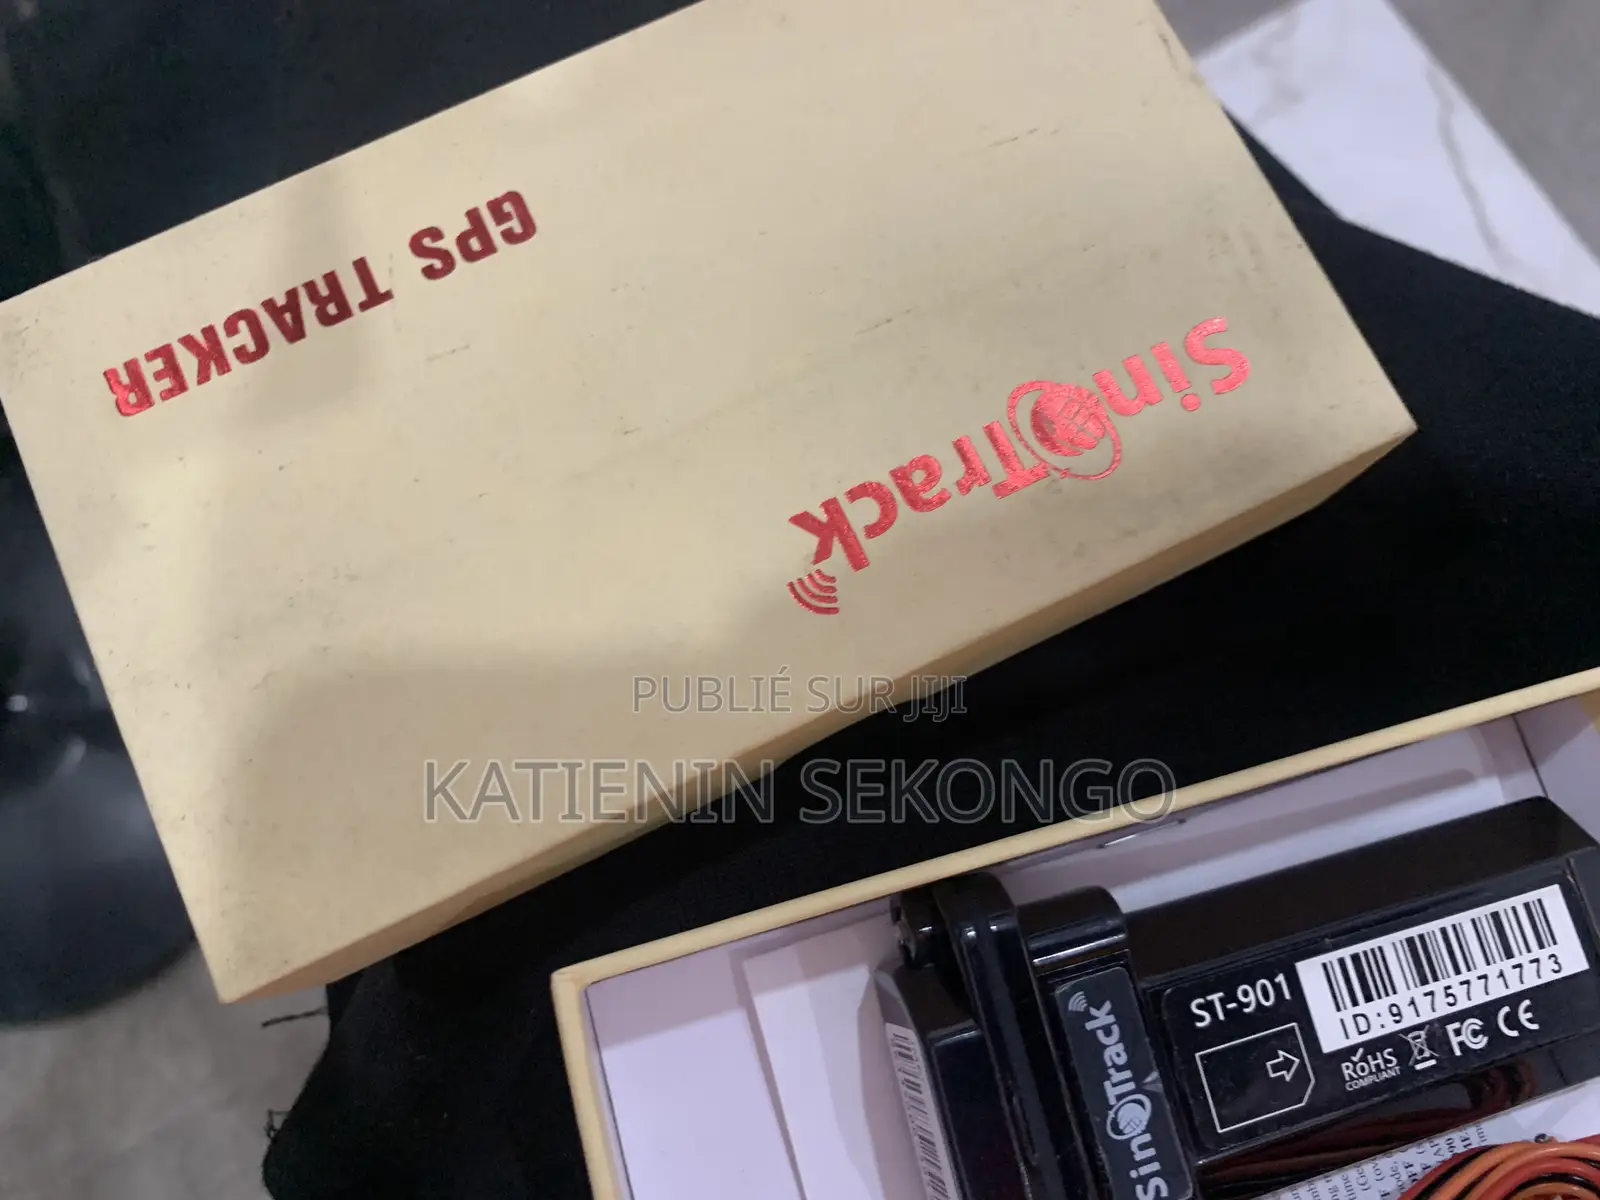 GPS TRACKER
SinoTrack
PUBLIÉ SUR JIJI
KATIENIN SEKONGO
ST-901
ID:9175771773
RoHS
COMPLIANT
FC CE
SinoTrack